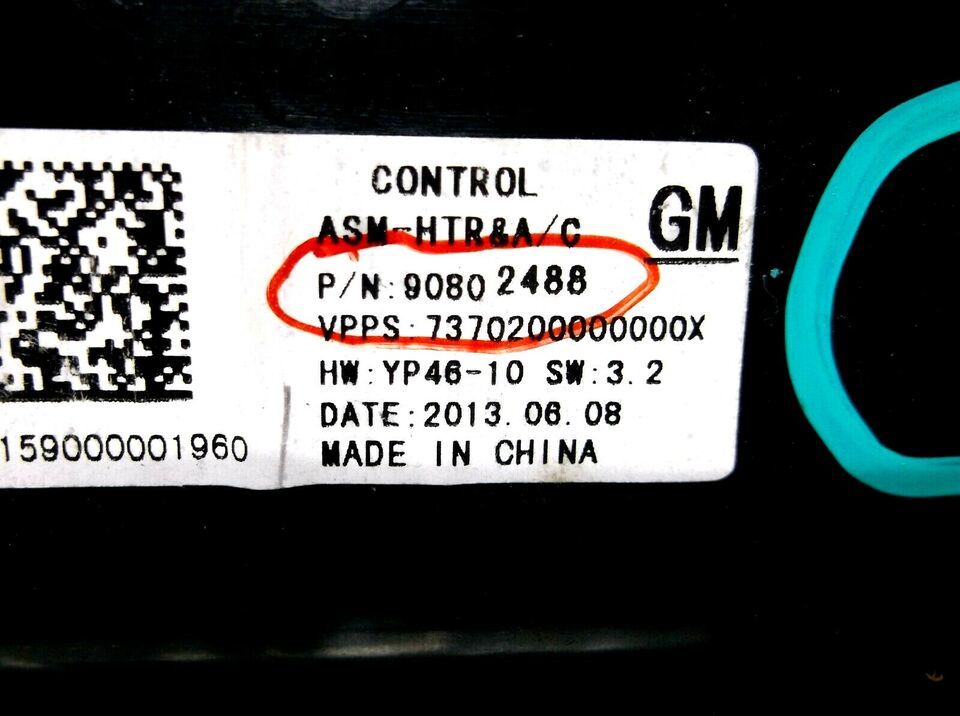 CONTROL
ASM-HTR&A/C
GM
P/N:9080 2488
VPPS:7370200000000X
HW:YP46-10 SW:3.2
DATE:2013.06.08
MADE IN CHINA
159000001960